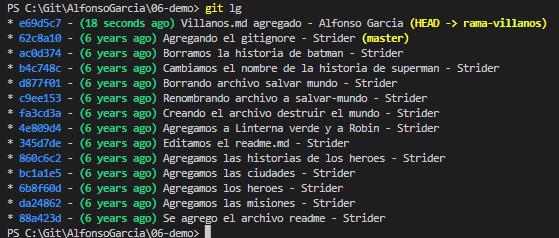 PS C:\Git\AlfonsoGarcia\06-demo> git lg
* e69d5c7 - (18 seconds ago) Villanos.md agregado - Alfonso Garcia (HEAD -> rama-villanos)
* 62c8a10 - (6 years ago) Agregando el gitignore - Strider (master)
* ac0d374 - (6 years ago) Borramos la historia de batman - Strider
* b4c748c - (6 years ago) Cambiamos el nombre de la historia de superman - Strider
* d877f01 - (6 years ago) Borrando archivo salvar mundo - Strider
* c9ee153 - (6 years ago) Renombrando archivo a salvar-mundo - Strider
* fa3cd3a - (6 years ago) Creando el archivo destruir el mundo - Strider
* 4e809d4 - (6 years ago) Agregamos a Linterna verde y a Robin - Strider
* 345d7de - (6 years ago) Editamos el readme.md - Strider
* 860c6c2 - (6 years ago) Agregamos las historias de los heroes - Strider
* bc1a1e5 - (6 years ago) Agregamos las ciudades - Strider
* 6b8f60d - (6 years ago) Agregamos los heroes - Strider
* da24862 - (6 years ago) Agregamos las misiones - Strider
* 88a423d - (6 years ago) Se agrego el archivo readme - Strider
PS C:\Git\AlfonsoGarcia\06-demo>